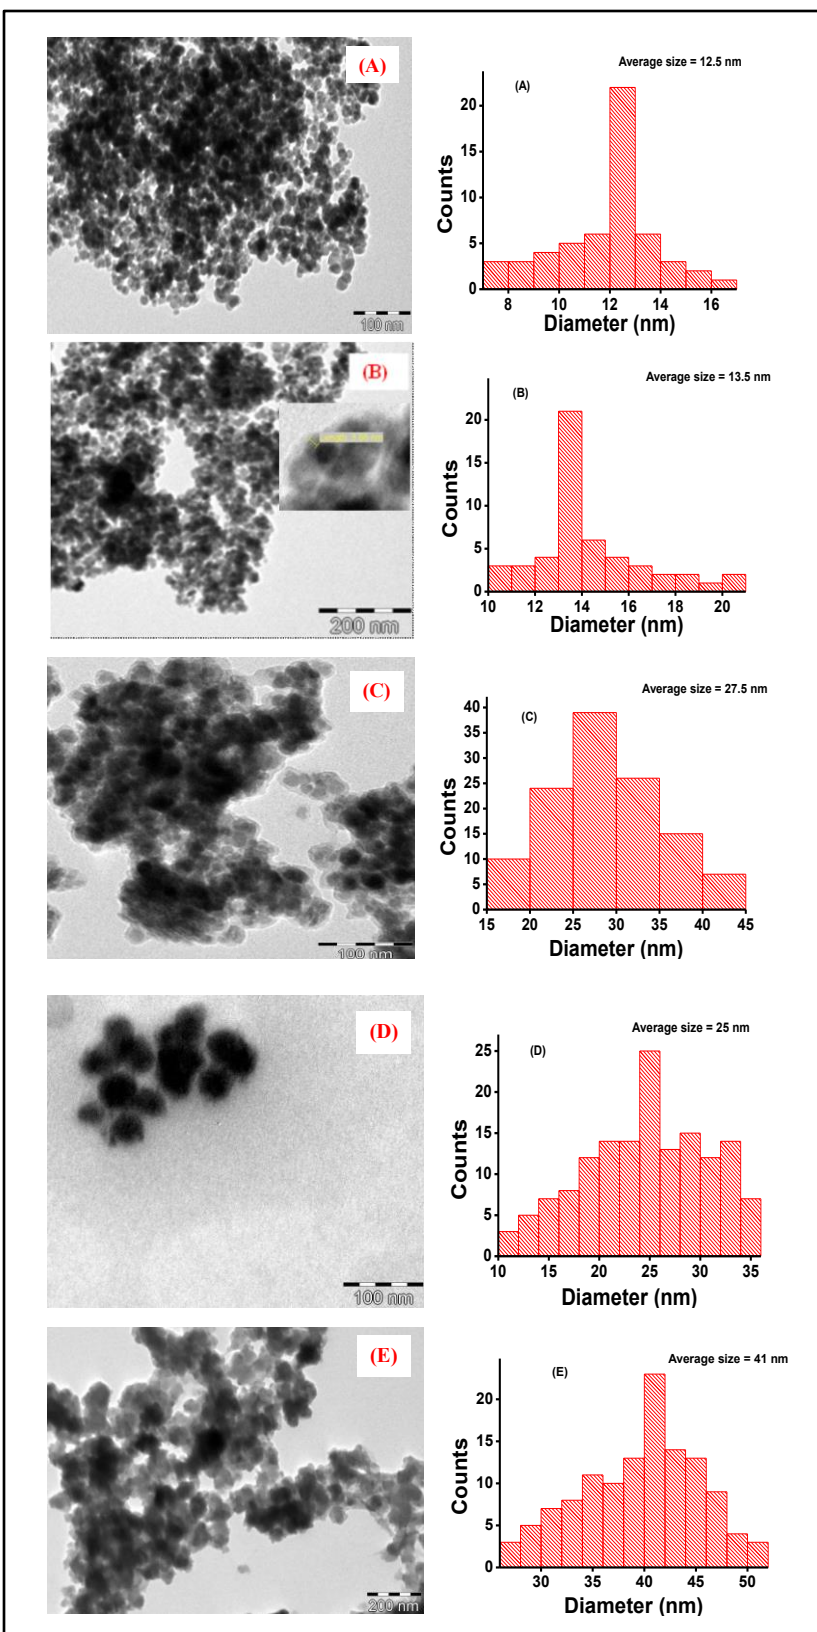 (A)
100 nm
Average size = 12.5 nm
(A)
Counts
20
15
10
5
0
8 10 12 14 16
Diameter (nm)
(B)
200 nm
Average size = 13.5 nm
(B)
Counts
20
15
10
5
0
10 12 14 16 18 20
Diameter (nm)
(C)
100 nm
Average size = 27.5 nm
(C)
Counts
40
35
30
25
20
15
10
5
0
15 20 25 30 35 40 45
Diameter (nm)
(D)
100 nm
Average size = 25 nm
(D)
Counts
25
20
15
10
5
0
10 15 20 25 30 35
Diameter (nm)
(E)
200 nm
Average size = 41 nm
(E)
Counts
20
15
10
5
0
30 35 40 45 50
Diameter (nm)